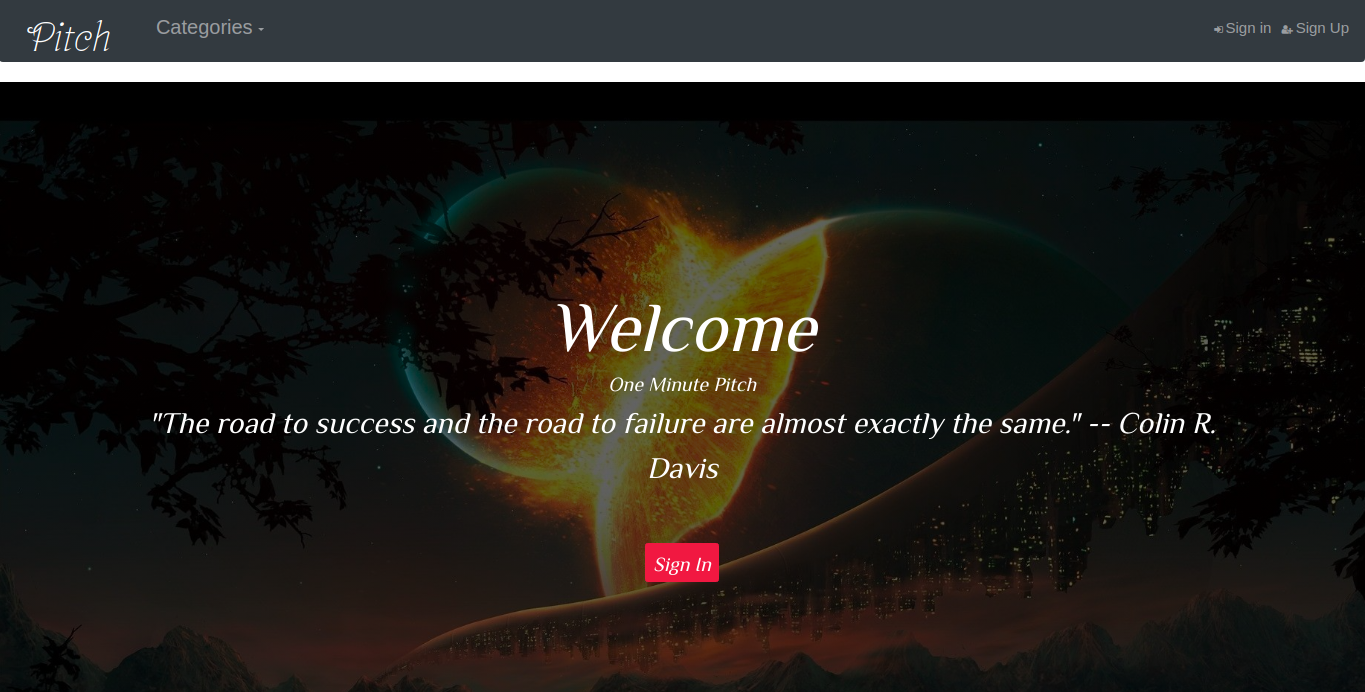 Pitch
Categories
Sign in
Sign Up
Welcome
One Minute Pitch
"The road to success and the road to failure are almost exactly the same." -- Colin R.
Davis
Sign In